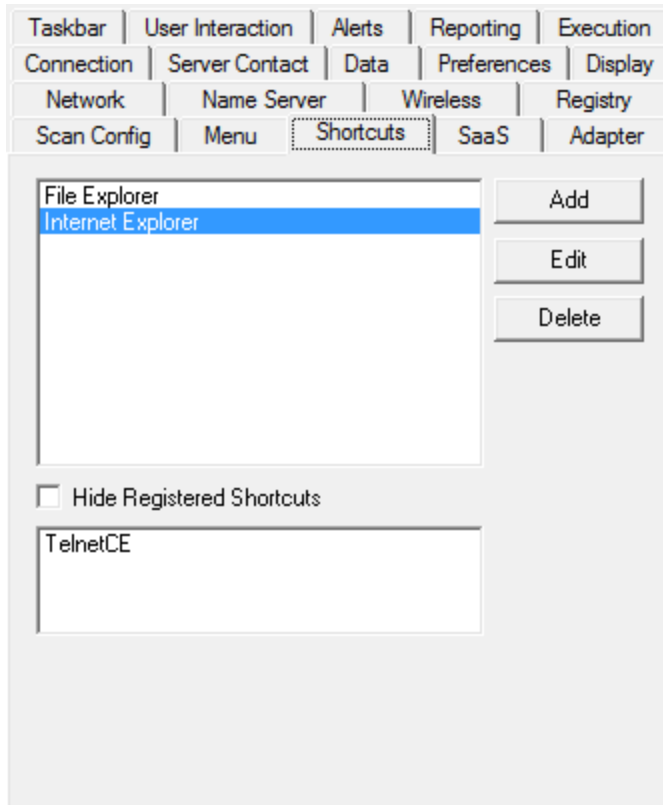 Taskbar User Interaction Alerts Reporting Execution
Connection Server Contact Data Preferences Display
Network Name Server Wireless Registry
Scan Config Menu Shortcuts SaaS Adapter
File Explorer
Internet Explorer
Add
Edit
Delete
Hide Registered Shortcuts
TelnetCE